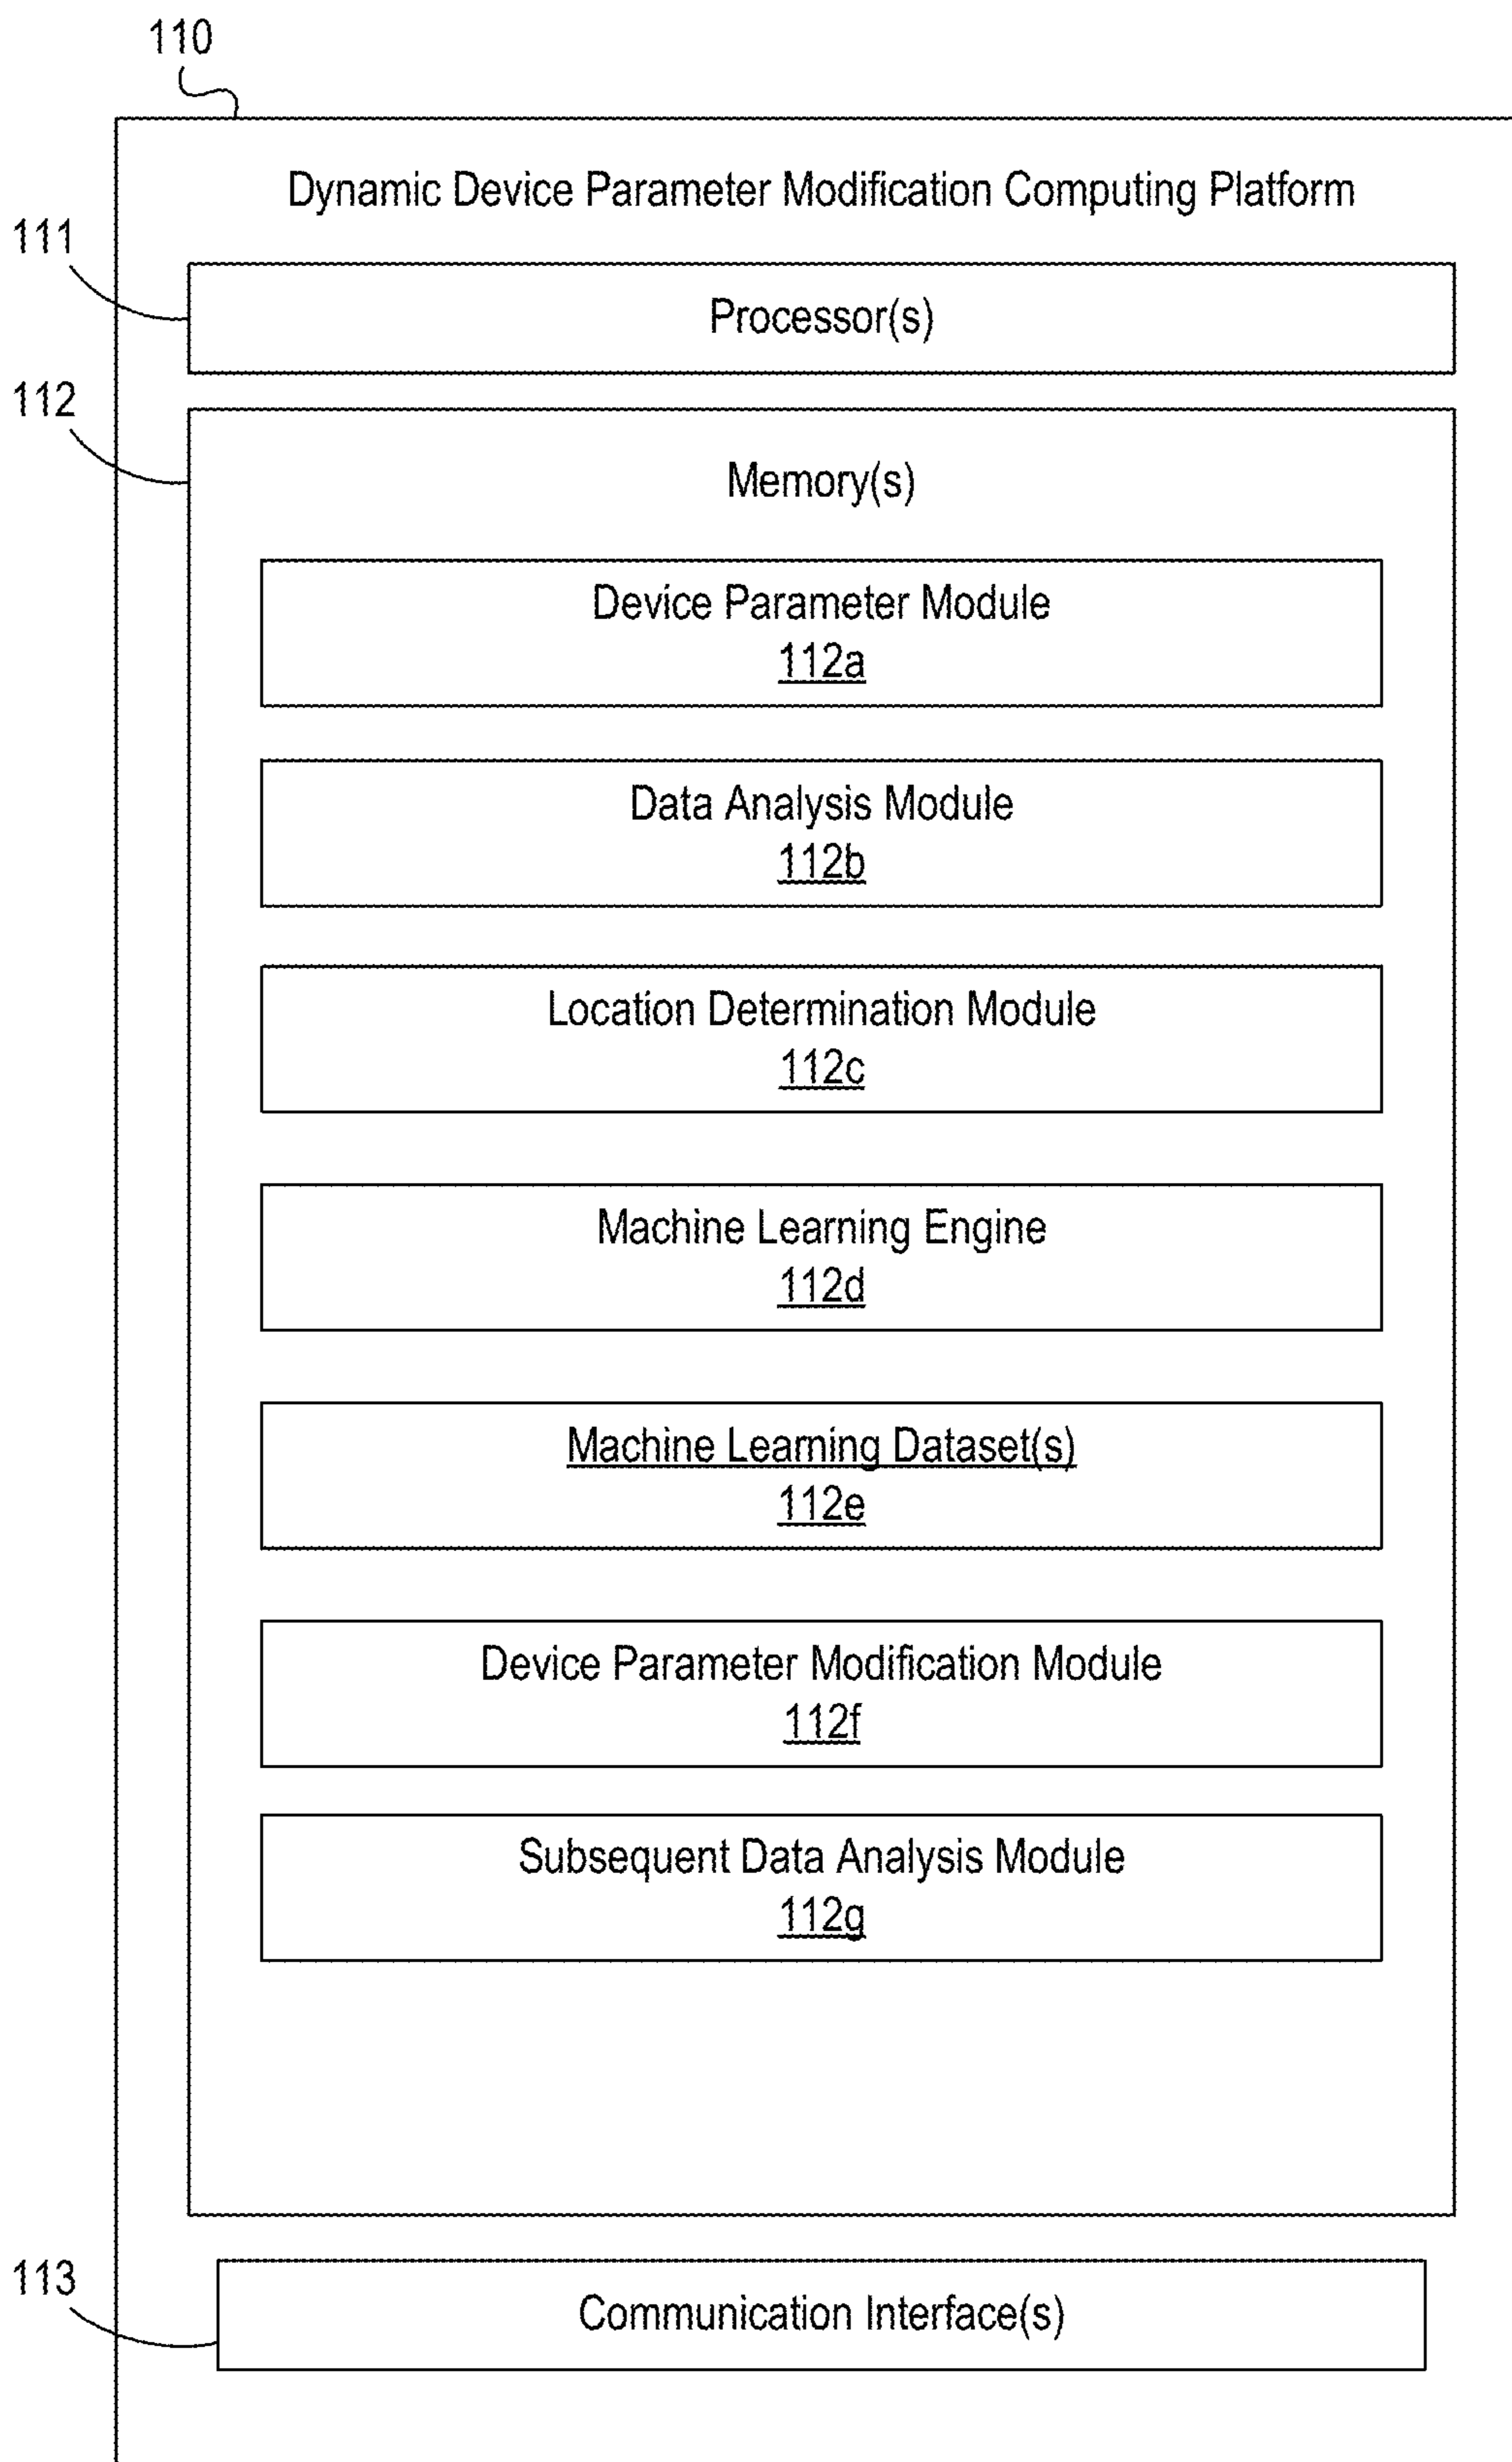 110
Dynamic Device Parameter Modification Computing Platform
111
Processor(s)
112
Memory(s)
Device Parameter Module
112a
Data Analysis Module
112b
Location Determination Module
112c
Machine Learning Engine
112d
Machine Learning Dataset(s)
112e
Device Parameter Modification Module
112f
Subsequent Data Analysis Module
112g
113
Communication Interface(s)